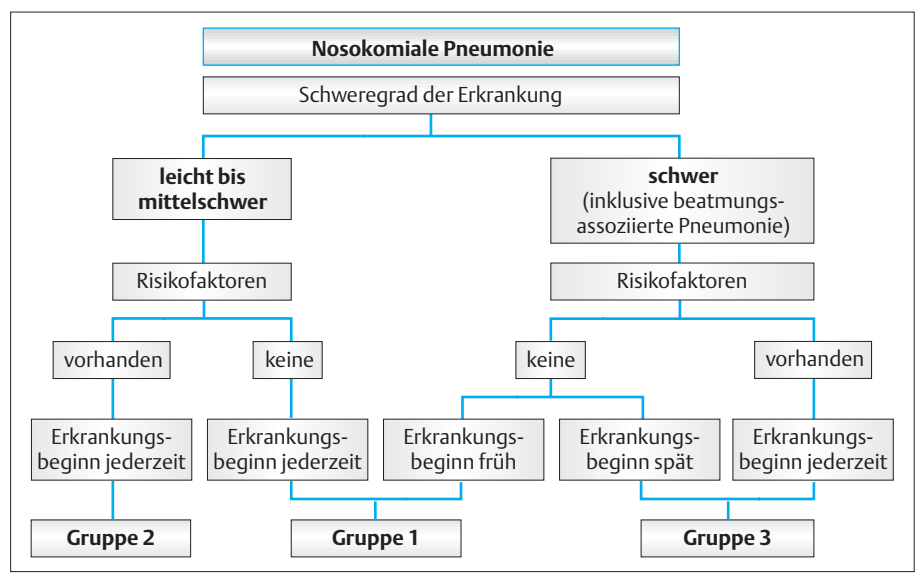 Nosokomiale Pneumonie
Schweregrad der Erkrankung
leicht bis
mittelschwer
schwer
(inklusive beatmungs-
assoziierte Pneumonie)
Risikofaktoren
Risikofaktoren
vorhanden
keine
keine
vorhanden
Erkrankungs-
beginn jederzeit
Erkrankungs-
beginn jederzeit
Erkrankungs-
beginn früh
Erkrankungs-
beginn spät
Erkrankungs-
beginn jederzeit
Gruppe 2
Gruppe 1
Gruppe 3